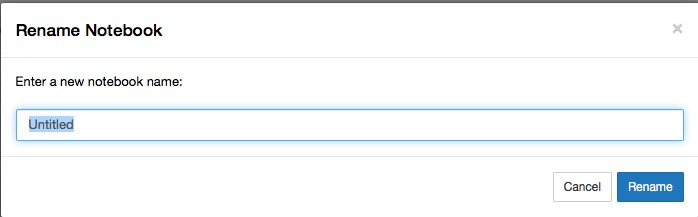 Rename Notebook
×
Enter a new notebook name:
Untitled
Cancel Rename